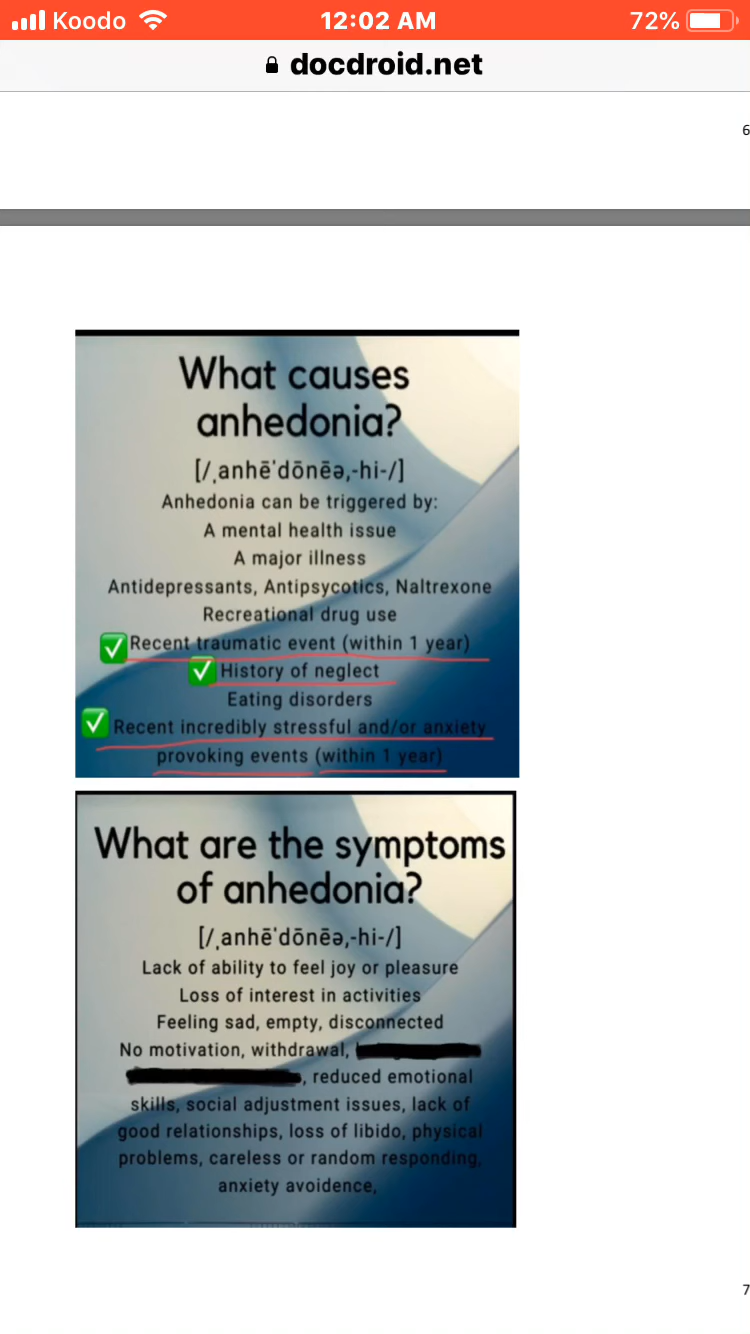 Koodo 12:02 AM 72%
docdroid.net
6
What causes
anhedonia?
[/ˌanhēˈdōnēə,-hi-/]
Anhedonia can be triggered by:
A mental health issue
A major illness
Antidepressants, Antipsycotics, Naltrexone
Recreational drug use
Recent traumatic event (within 1 year)
History of neglect
Eating disorders
Recent incredibly stressful and/or anxiety
provoking events (within 1 year)
What are the symptoms
of anhedonia?
[/ˌanhēˈdōnēə,-hi-/]
Lack of ability to feel joy or pleasure
Loss of interest in activities
Feeling sad, empty, disconnected
No motivation, withdrawal,
, reduced emotional
skills, social adjustment issues, lack of
good relationships, loss of libido, physical
problems, careless or random responding,
anxiety avoidence,
7